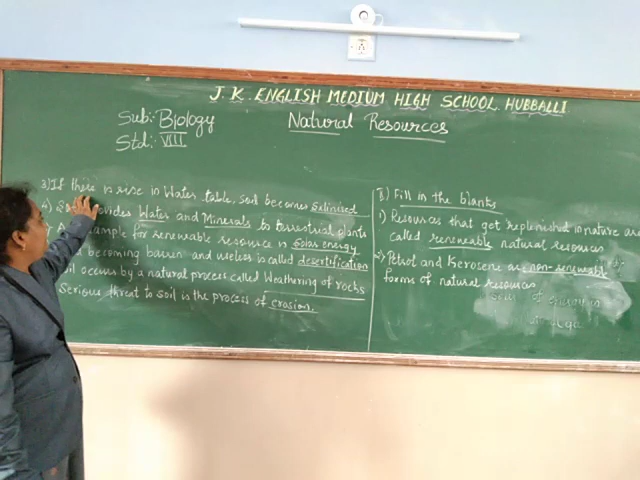 J. K. ENGLISH MEDIUM HIGH SCHOOL HUBBALLI
Sub:- Biology
Std:- VIII
Natural Resources
3) If there is rise in Water table, soil becomes Salinised
4) provides Water and Minerals to terrestrial plants
example for renewable resource is Solar energy
becoming barren and useless is called desertification
occurs by a natural process called Weathering of rocks
Serious threat to soil is the process of erosion.
Fill in the blanks
1) Resources that get replenished in nature are
called renewable natural resources
2) Petrol and Kerosene are non-renewable
forms of natural resources